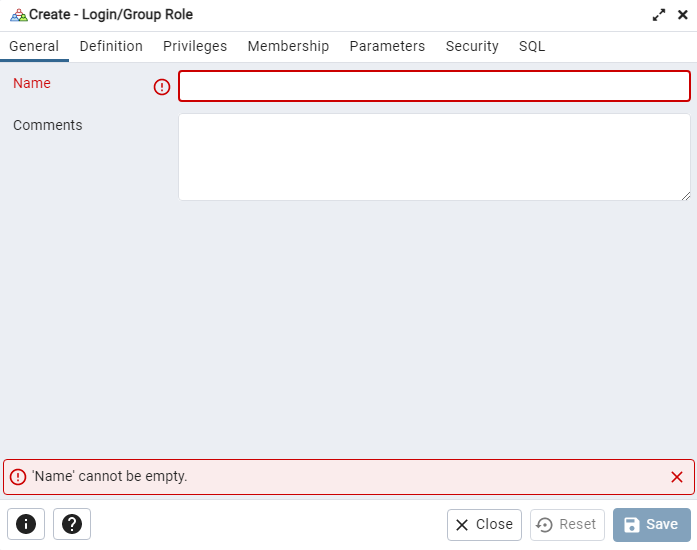 Create - Login/Group Role
General Definition Privileges Membership Parameters Security SQL
Name
Comments
'Name' cannot be empty.
Close Reset Save